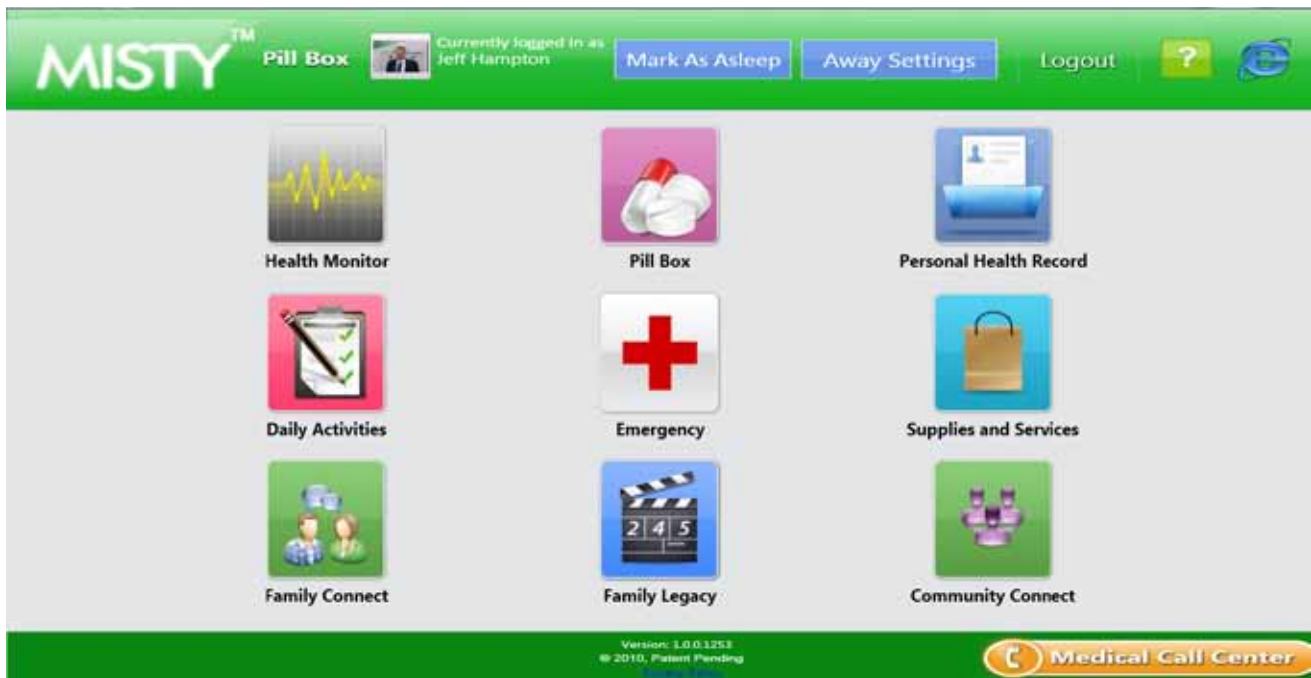 MISTY™
Pill Box
Currently logged in as
Jeff Hampton
Mark As Asleep
Away Settings
Logout
?
Health Monitor
Pill Box
Personal Health Record
Daily Activities
Emergency
Supplies and Services
2 4 5
Family Connect
Family Legacy
Community Connect
Version: 1.0.0.1253
© 2010, Patent Pending
Medical Call Center